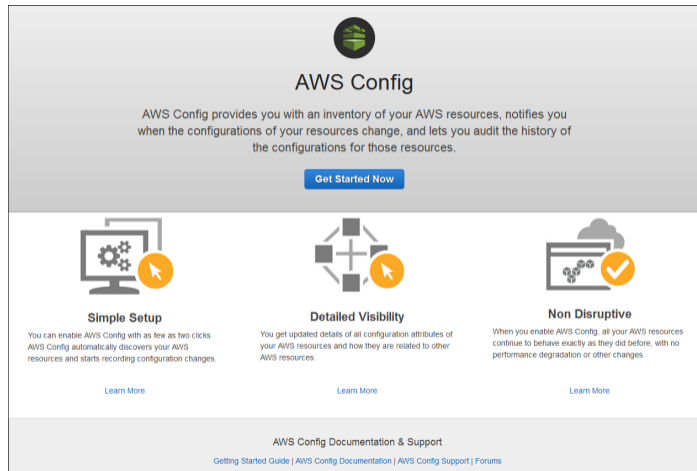 AWS Config
AWS Config provides you with an inventory of your AWS resources, notifies you
when the configurations of your resources change, and lets you audit the history of
the configurations for those resources.
Get Started Now
Simple Setup
You can enable AWS Config with as few as two clicks.
AWS Config automatically discovers your AWS
resources and starts recording configuration changes.
Learn More
Detailed Visibility
You get updated details of all configuration attributes of
your AWS resources and how they are related to other
AWS resources.
Learn More
Non Disruptive
When you enable AWS Config, all your AWS resources
continue to behave exactly as they did before, with no
performance degradation or other changes.
Learn More
AWS Config Documentation & Support
Getting Started Guide | AWS Config Documentation | AWS Config Support | Forums